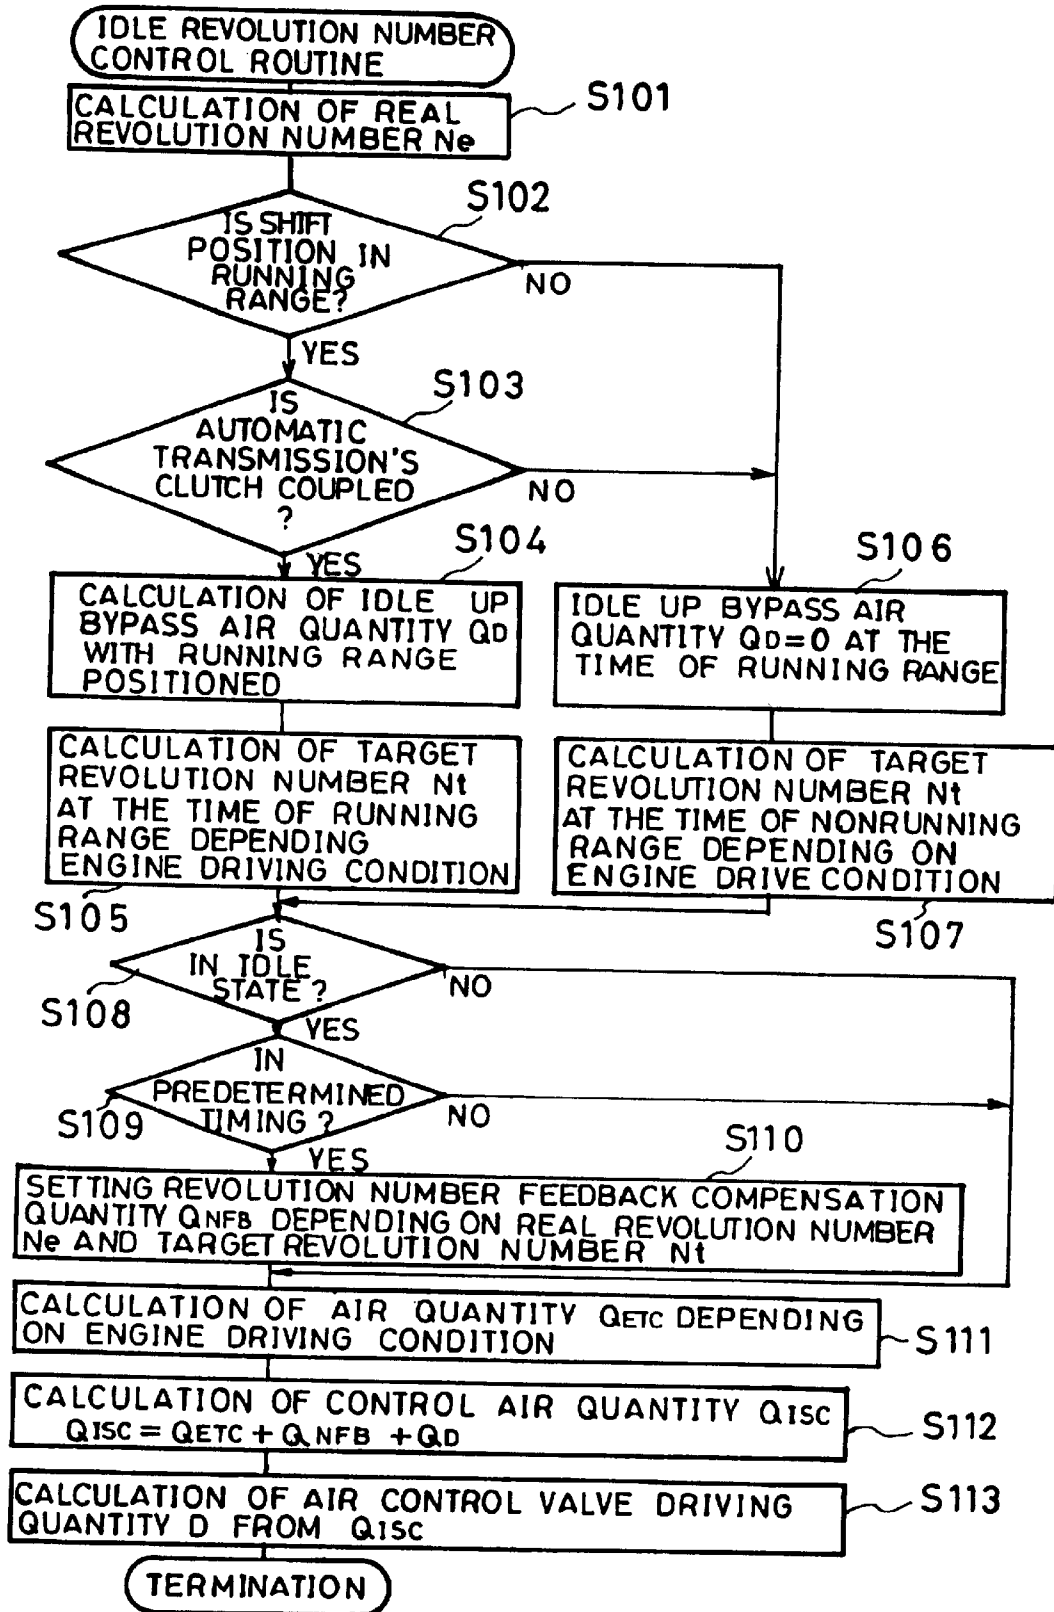 IDLE REVOLUTION NUMBER
CONTROL ROUTINE
S101
CALCULATION OF REAL
REVOLUTION NUMBER Ne
S102
IS SHIFT
POSITION IN
RUNNING
RANGE?
NO
YES
S103
IS
AUTOMATIC
TRANSMISSION'S
CLUTCH COUPLED
?
NO
YES
S104
CALCULATION OF IDLE UP
BYPASS AIR QUANTITY QD
WITH RUNNING RANGE
POSITIONED
S106
IDLE UP BYPASS AIR
QUANTITY QD=0 AT THE
TIME OF RUNNING RANGE
CALCULATION OF TARGET
REVOLUTION NUMBER Nt
AT THE TIME OF RUNNING
RANGE DEPENDING
ENGINE DRIVING CONDITION
S105
CALCULATION OF TARGET
REVOLUTION NUMBER Nt
AT THE TIME OF NONRUNNING
RANGE DEPENDING ON
ENGINE DRIVE CONDITION
S107
IS
IN IDLE
STATE?
S108
NO
YES
IN
PREDETERMINED
TIMING?
S109
NO
YES
S110
SETTING REVOLUTION NUMBER FEEDBACK COMPENSATION
QUANTITY QNFB DEPENDING ON REAL REVOLUTION NUMBER
Ne AND TARGET REVOLUTION NUMBER Nt
CALCULATION OF AIR QUANTITY QETC DEPENDING
ON ENGINE DRIVING CONDITION
S111
CALCULATION OF CONTROL AIR QUANTITY QISC
QISC = QETC + QNFB + QD
S112
CALCULATION OF AIR CONTROL VALVE DRIVING
QUANTITY D FROM QISC
S113
TERMINATION